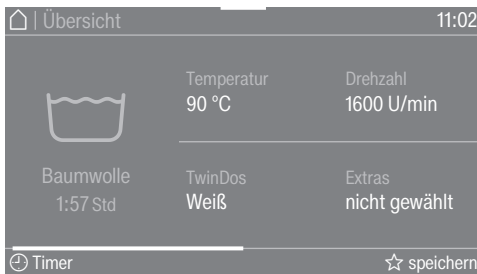 | Übersicht
11:02
Temperatur
90 °C
Drehzahl
1600 U/min
Baumwolle
1:57 Std
TwinDos
Weiß
Extras
nicht gewählt
Timer
speichern